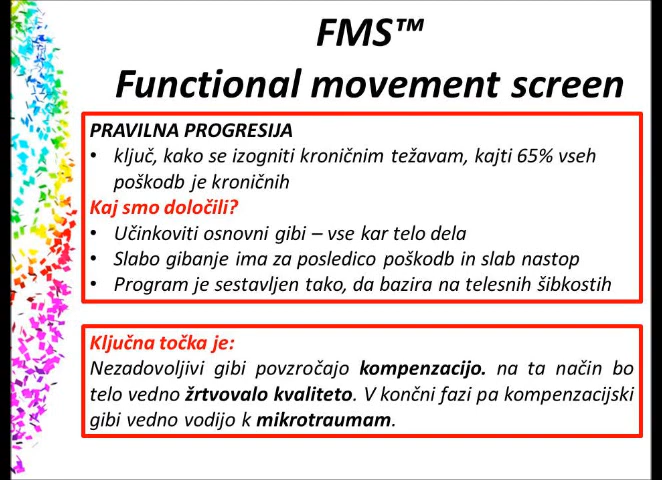 FMS™
Functional movement screen
PRAVILNA PROGRESIJA
• ključ, kako se izogniti kroničnim težavam, kajti 65% vseh
poškodb je kroničnih
Kaj smo določili?
• Učinkoviti osnovni gibi – vse kar telo dela
• Slabo gibanje ima za posledico poškodb in slab nastop
• Program je sestavljen tako, da bazira na telesnih šibkostih
Ključna točka je:
Nezadovoljivi gibi povzročajo kompenzacijo. na ta način bo
telo vedno žrtvovalo kvaliteto. V končni fazi pa kompenzacijski
gibi vedno vodijo k mikrotraumam.